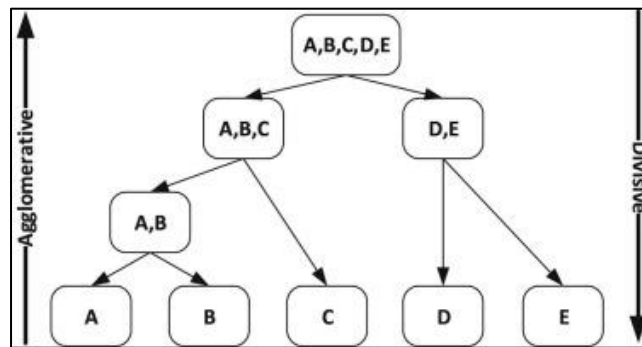 Agglomerative
A,B,C,D,E
A,B,C
D,E
A,B
A
B
C
D
E
Divisive